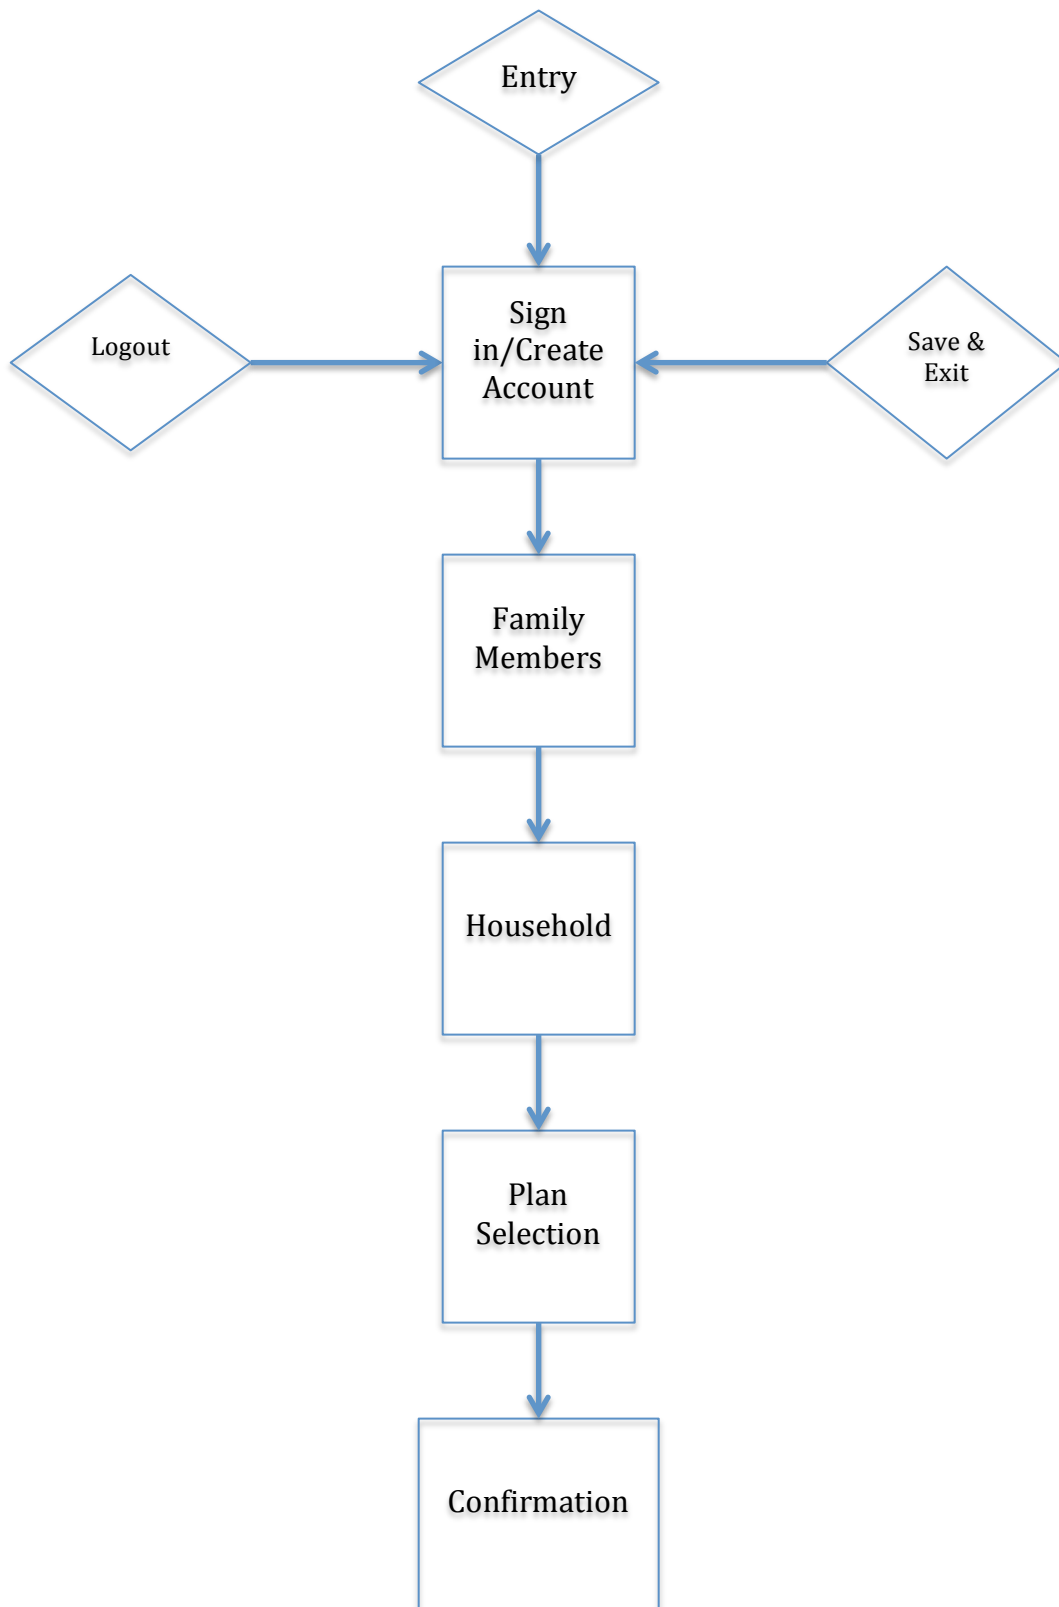 Entry
Logout
Sign
in/Create
Account
Save &
Exit
Family
Members
Household
Plan
Selection
Confirmation